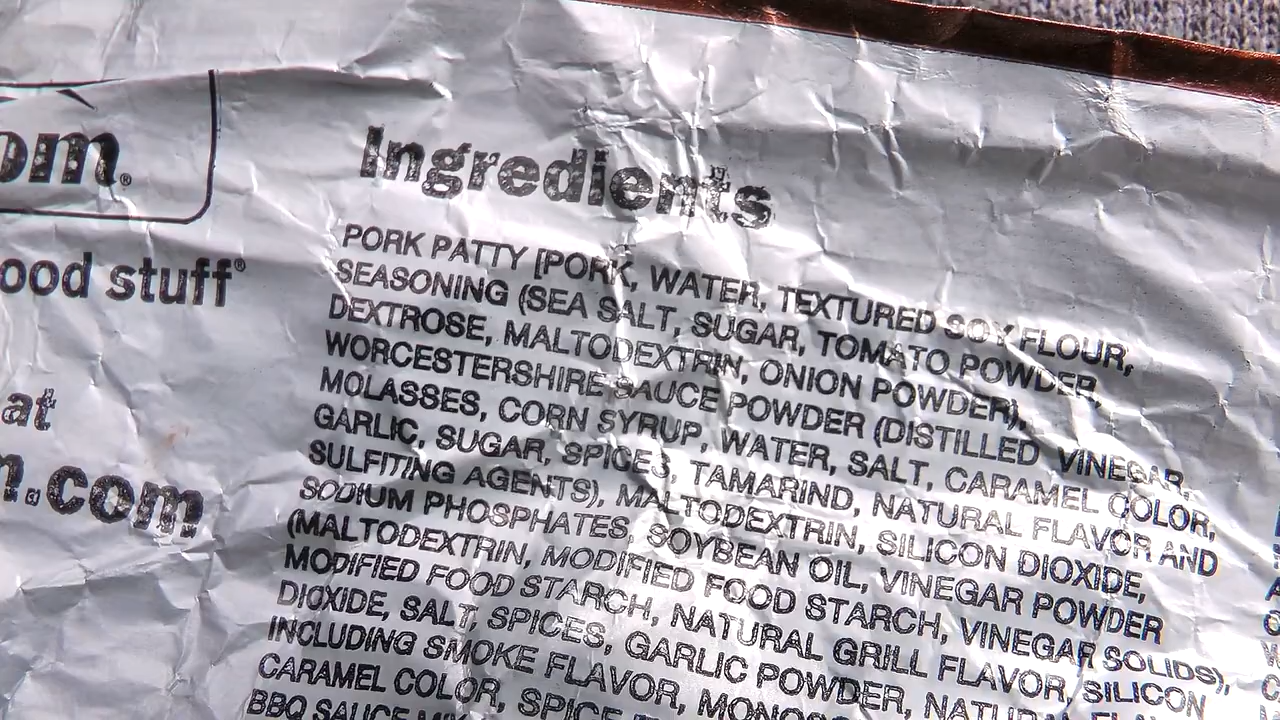 om.®
ood stuff®
at
n.com
Ingredients
PORK PATTY [PORK, WATER, TEXTURED SOY FLOUR,
SEASONING (SEA SALT, SUGAR, TOMATO POWDER,
DEXTROSE, MALTODEXTRIN, ONION POWDER),
WORCESTERSHIRE SAUCE POWDER (DISTILLED VINEGAR,
MOLASSES, CORN SYRUP, WATER, SALT, CARAMEL COLOR,
GARLIC, SUGAR, SPICES, TAMARIND, NATURAL FLAVOR AND
SULFITING AGENTS), MALTODEXTRIN, SILICON DIOXIDE,
SODIUM PHOSPHATES, SOYBEAN OIL, VINEGAR POWDER
(MALTODEXTRIN, MODIFIED FOOD STARCH, VINEGAR SOLIDS),
MODIFIED FOOD STARCH, NATURAL GRILL FLAVOR, SILICON
DIOXIDE, SALT, SPICES, GARLIC POWDER, NATURAL
INCLUDING SMOKE FLAVOR,
CARAMEL COLOR, SPICE
BBQ SAUCE